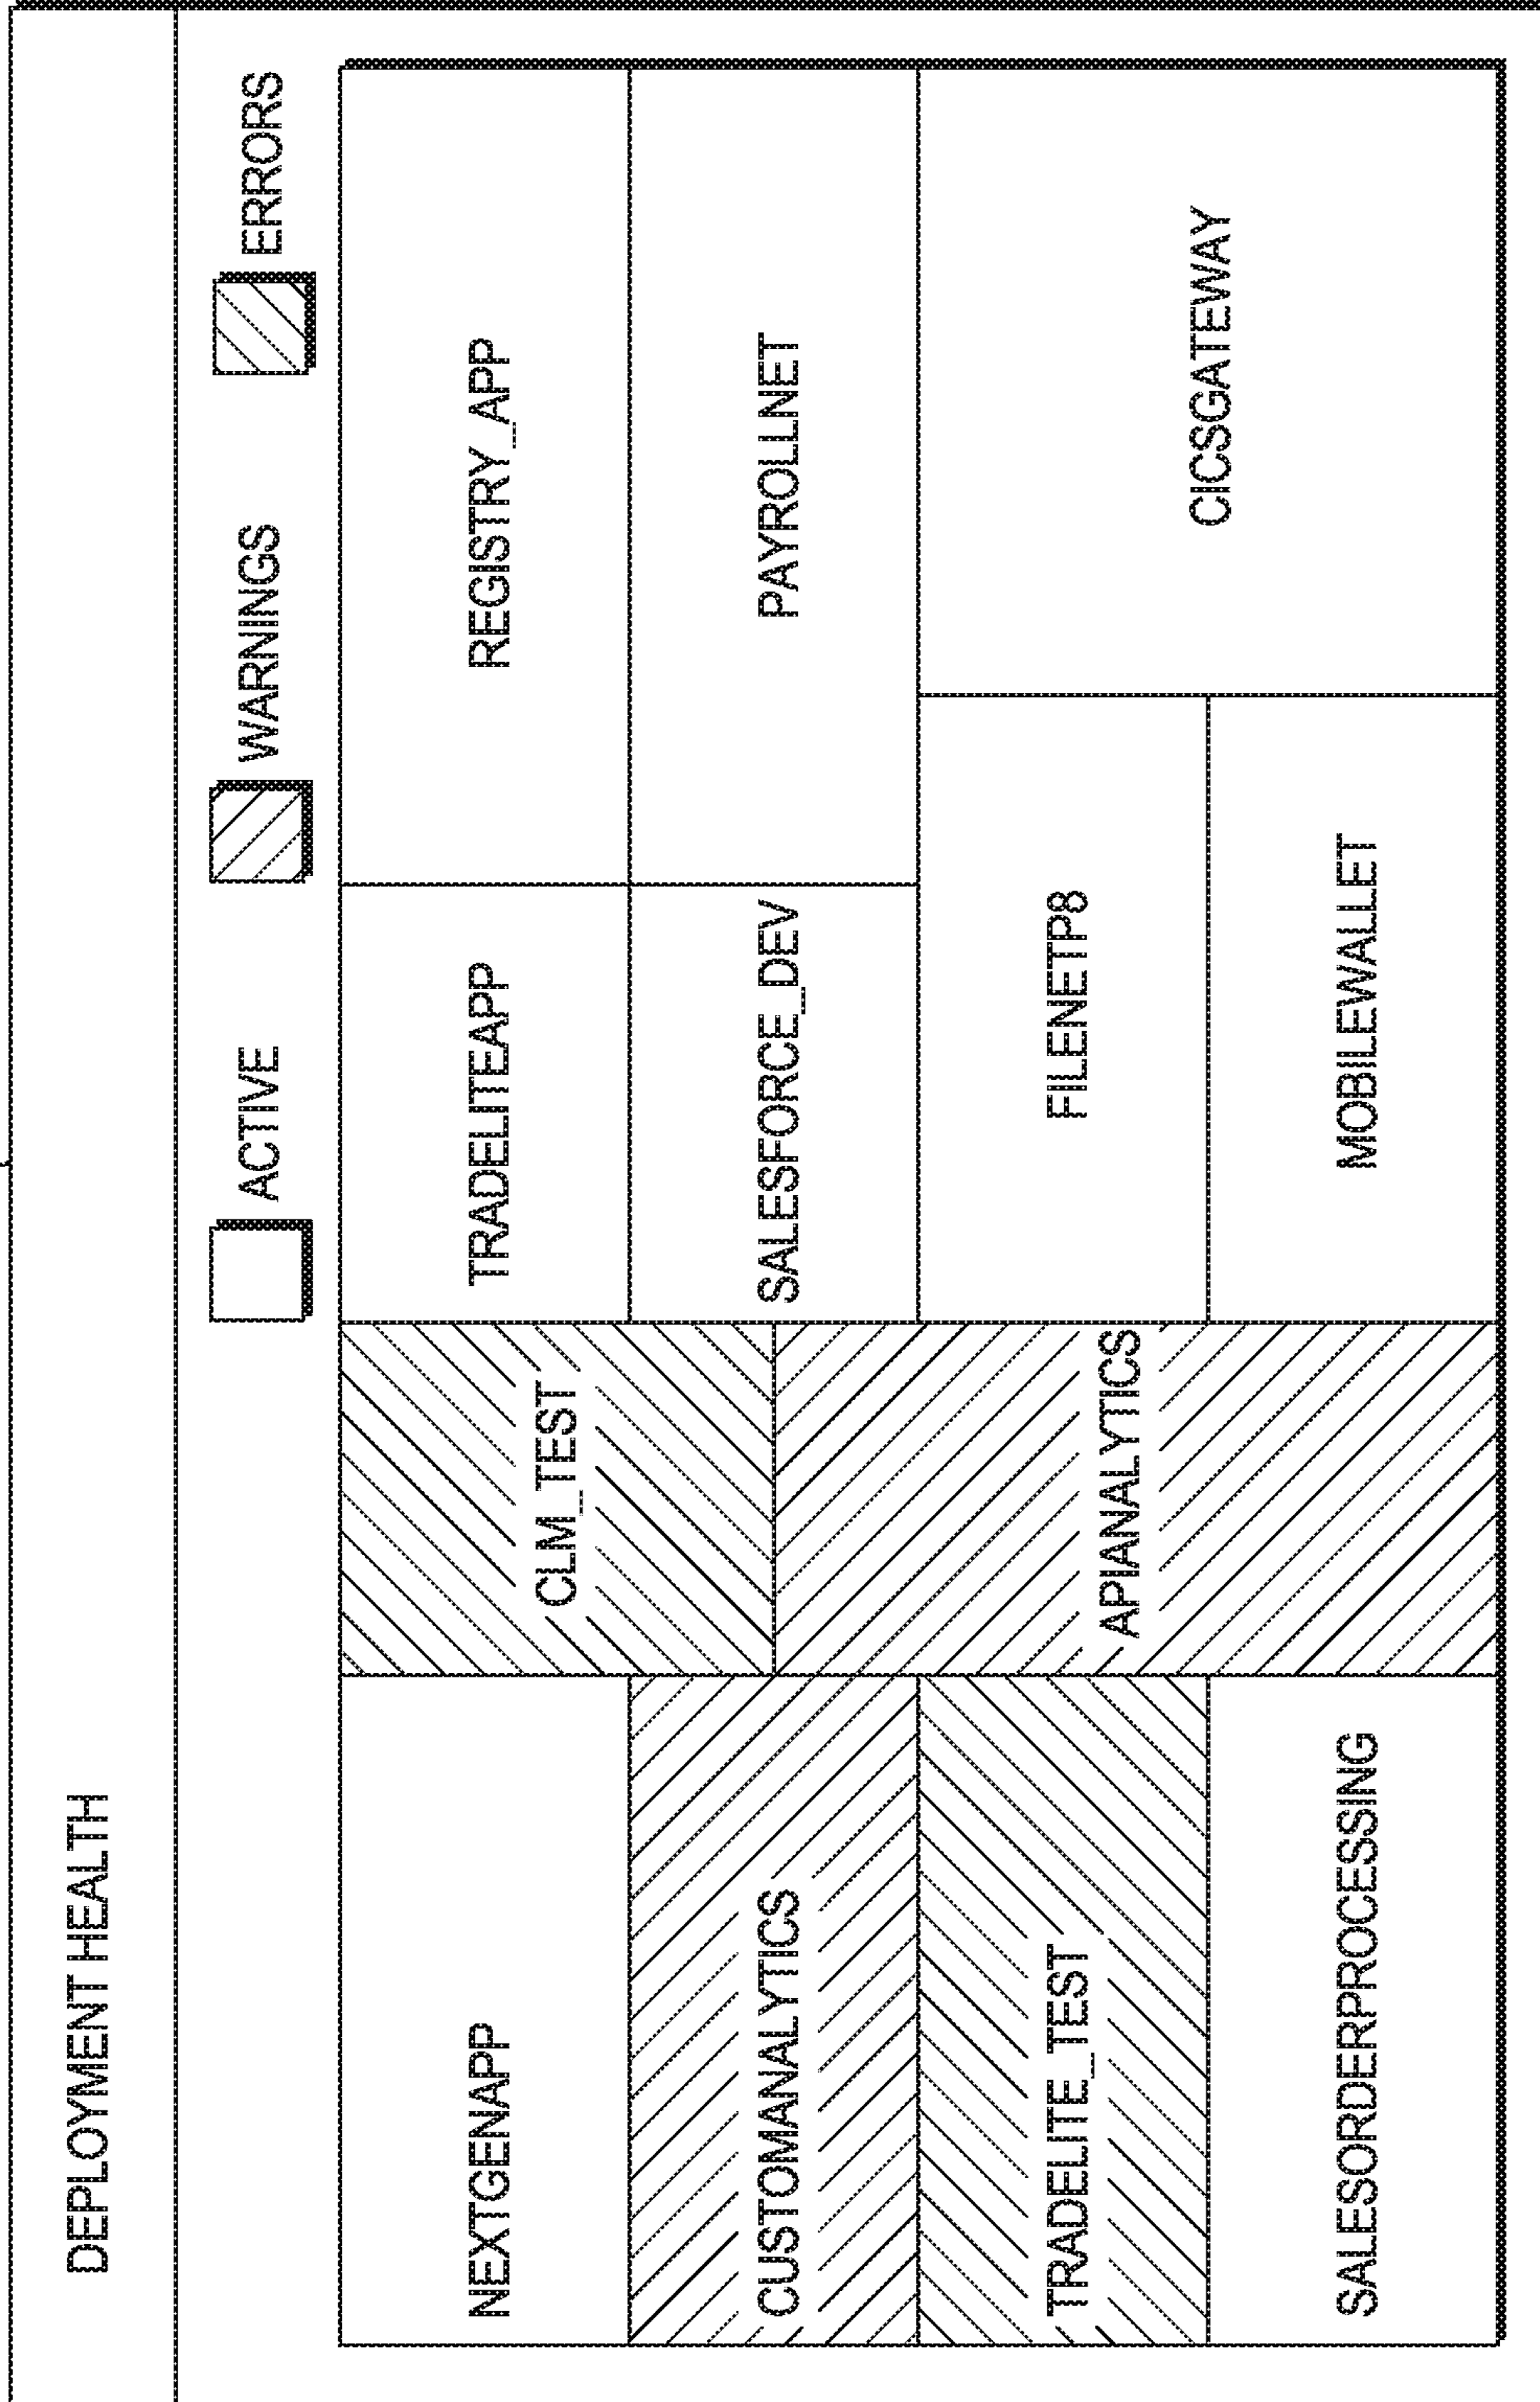 DEPLOYMENT HEALTH
ACTIVE
WARNINGS
ERRORS
NEXTGENAPP
CLM_TEST
TRADELITEAPP
REGISTRY_APP
CUSTOMANALYTICS
SALESFORCE_DEV
PAYROLLNET
TRADELITE_TEST
APIANALYTICS
FILENETP8
CICSGATEWAY
SALESORDERPROCESSING
MOBILEWALLET